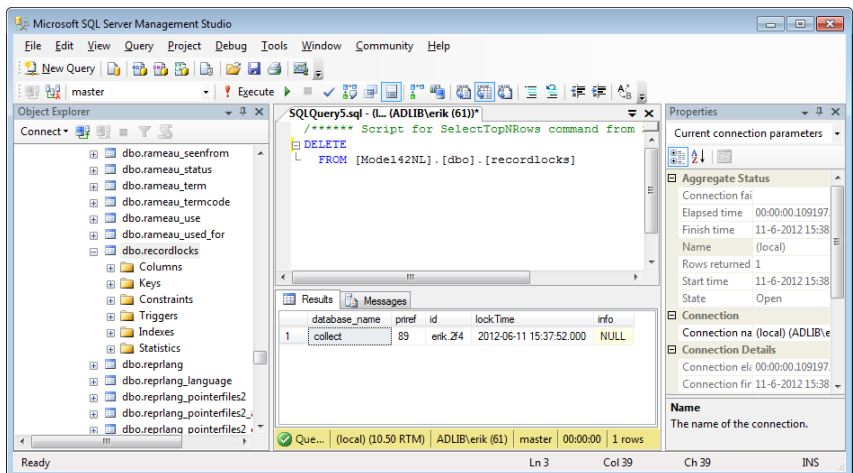 Microsoft SQL Server Management Studio
File Edit View Query Project Debug Tools Window Community Help
New Query
master
Execute
Object Explorer
Connect
dbo.rameau_seenfrom
dbo.rameau_status
dbo.rameau_term
dbo.rameau_termcode
dbo.rameau_use
dbo.rameau_used_for
dbo.recordlocks
Columns
Keys
Constraints
Triggers
Indexes
Statistics
dbo.reprlang
dbo.reprlang_language
dbo.reprlang_pointerfiles2
dbo.reprlang_pointerfiles2_
dbo.reprlang_pointerfiles2_
SQLQuery5.sql - (l... (ADLIB\erik (61))*
/****** Script for SelectTopNRows command from
DELETE
FROM [Model42NL].[dbo].[recordlocks]
Results Messages
database_name priref id lockTime info
1 collect 89 erik.2f4 2012-06-11 15:37:52.000 NULL
Que... (local) (10.50 RTM) ADLIB\erik (61) master 00:00:00 1 rows
Properties
Current connection parameters
Aggregate Status
Connection fai
Elapsed time 00:00:00.109197
Finish time 11-6-2012 15:38
Name (local)
Rows returned 1
Start time 11-6-2012 15:38
State Open
Connection
Connection na (local) (ADLIB\e
Connection Details
Connection ela 00:00:00.109197
Connection fin 11-6-2012 15:38
Name
The name of the connection.
Ready Ln 3 Col 39 Ch 39 INS